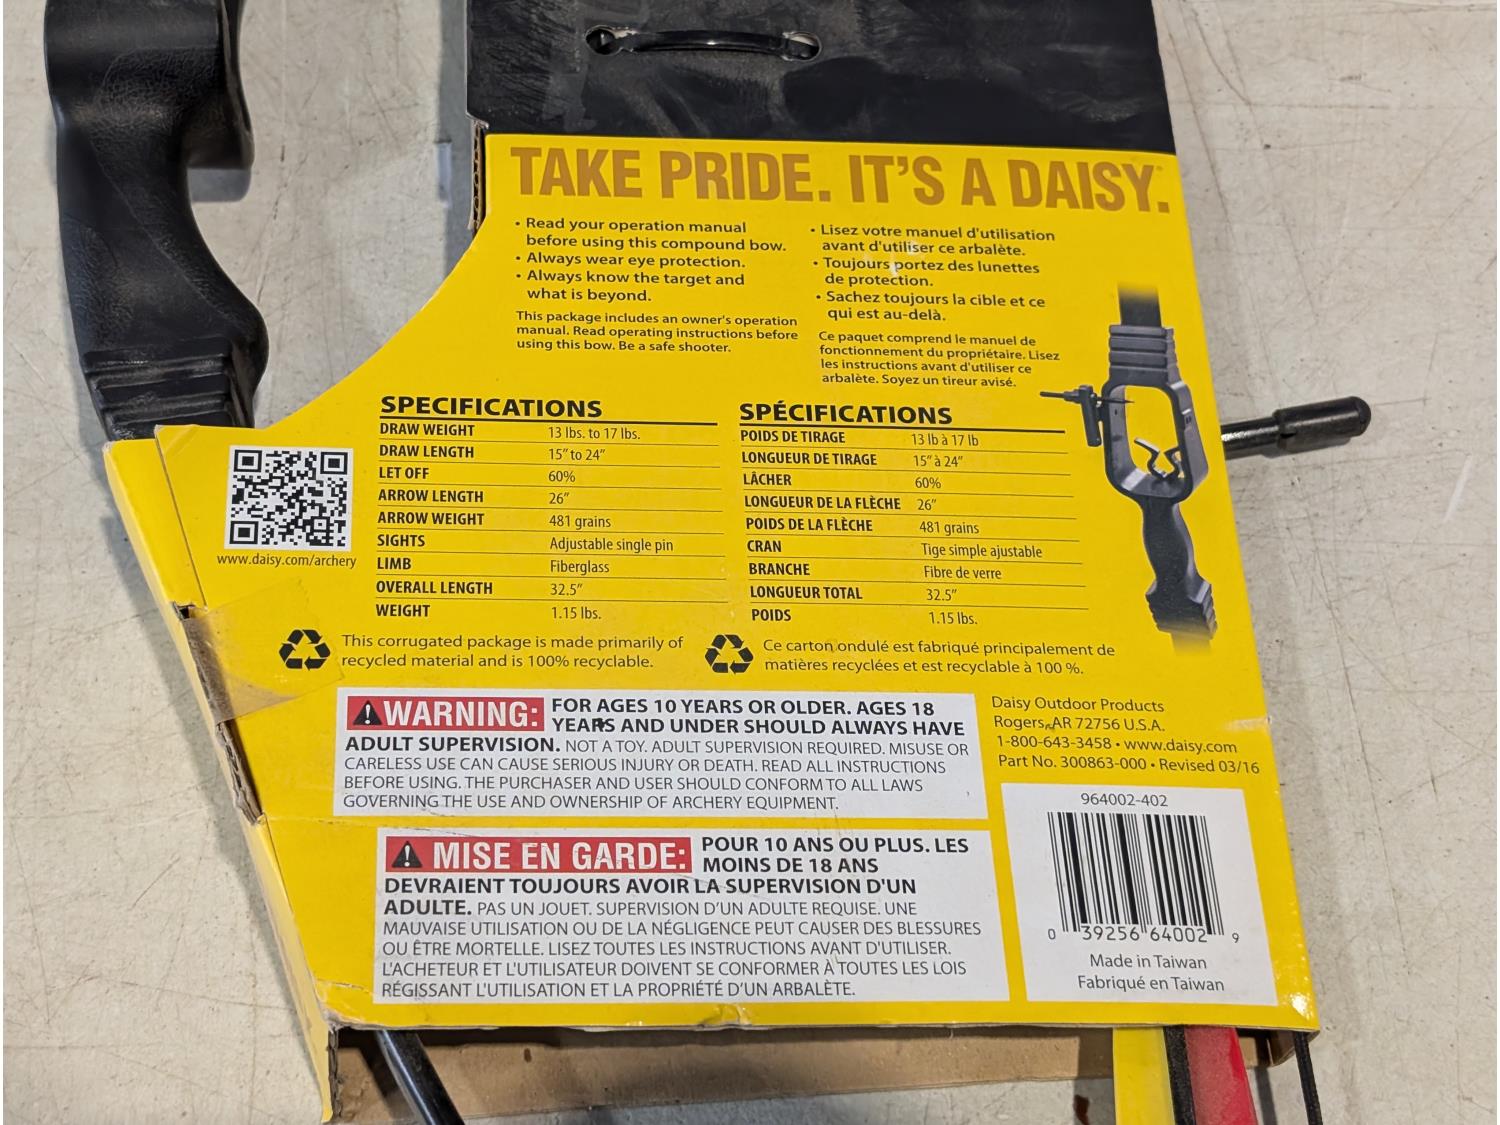 TAKE PRIDE. IT'S A DAISY.
• Read your operation manual
before using this compound bow.
• Always wear eye protection.
• Always know the target and
what is beyond.
This package includes an owner's operation
manual. Read operating instructions before
using this bow. Be a safe shooter.
• Lisez votre manuel d'utilisation
avant d'utiliser ce arbalète.
• Toujours portez des lunettes
de protection.
• Sachez toujours la cible et ce
qui est au-delà.
Ce paquet comprend le manuel de
fonctionnement du propriétaire. Lisez
les instructions avant d'utiliser ce
arbalète. Soyez un tireur avisé.
www.daisy.com/archery
SPECIFICATIONS
DRAW WEIGHT 13 lbs. to 17 lbs.
DRAW LENGTH 15" to 24"
LET OFF 60%
ARROW LENGTH 26"
ARROW WEIGHT 481 grains
SIGHTS Adjustable single pin
LIMB Fiberglass
OVERALL LENGTH 32.5"
WEIGHT 1.15 lbs.
SPÉCIFICATIONS
POIDS DE TIRAGE 13 lb à 17 lb
LONGUEUR DE TIRAGE 15" à 24"
LÂCHER 60%
LONGUEUR DE LA FLÈCHE 26"
POIDS DE LA FLÈCHE 481 grains
CRAN Tige simple ajustable
BRANCHE Fibre de verre
LONGUEUR TOTAL 32.5"
POIDS 1.15 lbs.
This corrugated package is made primarily of
recycled material and is 100% recyclable.
Ce carton ondulé est fabriqué principalement de
matières recyclées et est recyclable à 100 %.
WARNING: FOR AGES 10 YEARS OR OLDER. AGES 18
YEARS AND UNDER SHOULD ALWAYS HAVE
ADULT SUPERVISION. NOT A TOY. ADULT SUPERVISION REQUIRED. MISUSE OR
CARELESS USE CAN CAUSE SERIOUS INJURY OR DEATH. READ ALL INSTRUCTIONS
BEFORE USING. THE PURCHASER AND USER SHOULD CONFORM TO ALL LAWS
GOVERNING THE USE AND OWNERSHIP OF ARCHERY EQUIPMENT.
MISE EN GARDE: POUR 10 ANS OU PLUS. LES
MOINS DE 18 ANS
DEVRAIENT TOUJOURS AVOIR LA SUPERVISION D'UN
ADULTE. PAS UN JOUET. SUPERVISION D'UN ADULTE REQUISE. UNE
MAUVAISE UTILISATION OU DE LA NÉGLIGENCE PEUT CAUSER DES BLESSURES
OU ÊTRE MORTELLE. LISEZ TOUTES LES INSTRUCTIONS AVANT D'UTILISER.
L'ACHETEUR ET L'UTILISATEUR DOIVENT SE CONFORMER À TOUTES LES LOIS
RÉGISSANT L'UTILISATION ET LA PROPRIÉTÉ D'UN ARBALÈTE.
Daisy Outdoor Products
Rogers, AR 72756 U.S.A.
1-800-643-3458 • www.daisy.com
Part No. 300863-000 • Revised 03/16
964002-402
0 39256 64002 9
Made in Taiwan
Fabriqué en Taiwan